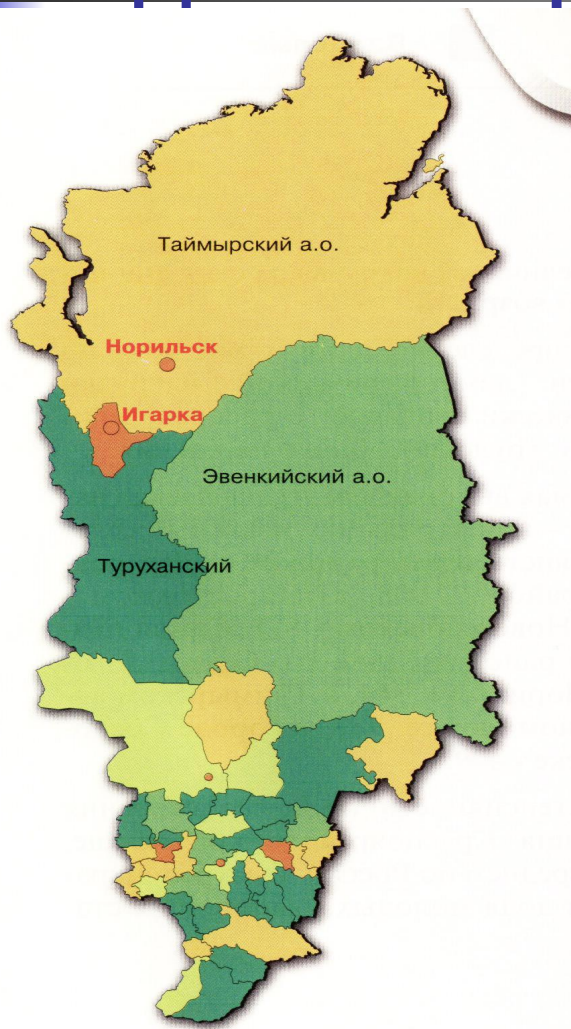 Таймырский а.о.
Норильск
Игарка
Эвенкийский а.о.
Туруханский